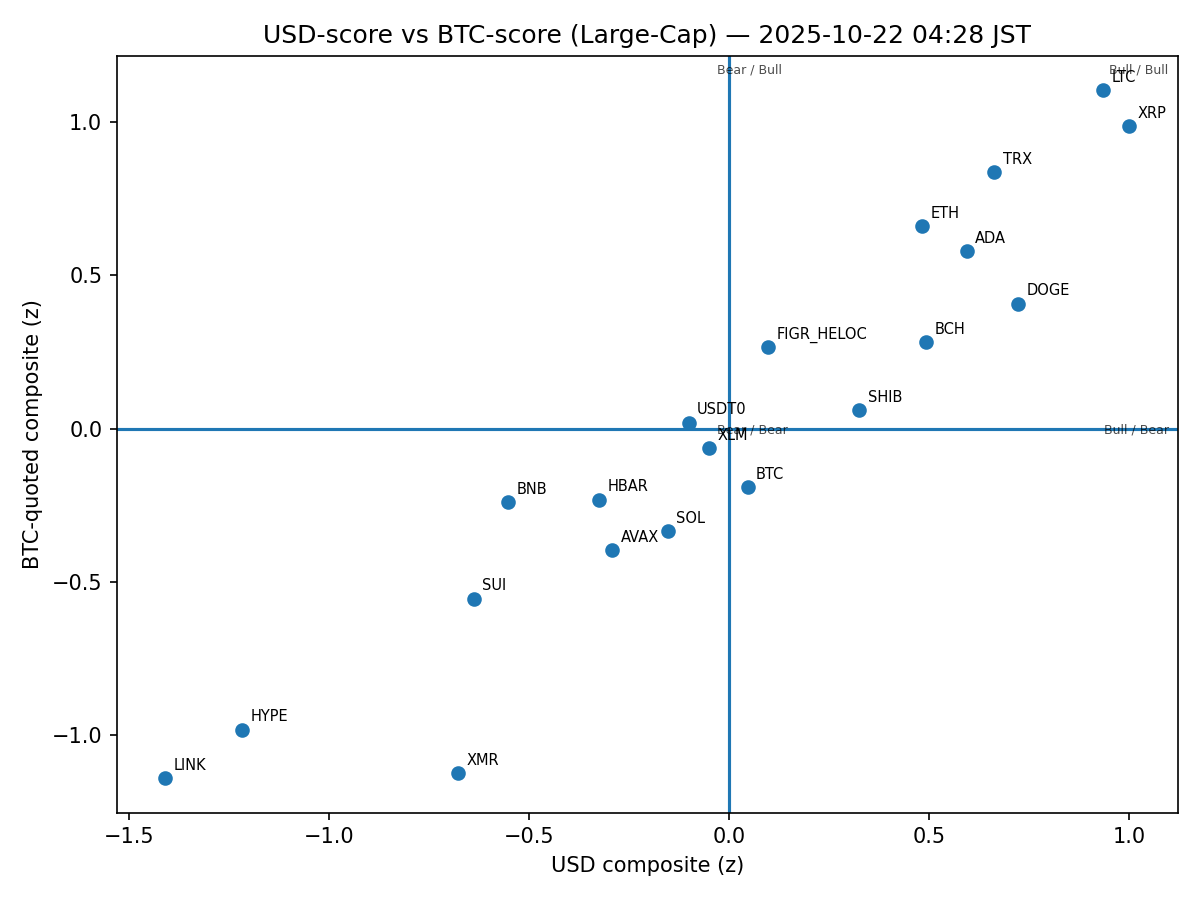 USD-score vs BTC-score (Large-Cap) — 2025-10-22 04:28 JST
Bear / Bull
Bull / Bull
LTC
XRP
TRX
ETH
ADA
DOGE
BCH
FIGR_HELOC
SHIB
USDT0
Bear / Bear
XLM
Bull / Bear
BTC
BNB
HBAR
SOL
AVAX
SUI
HYPE
LINK
XMR
1.0
0.5
0.0
−0.5
−1.0
BTC-quoted composite (z)
−1.5
−1.0
−0.5
0.0
0.5
1.0
USD composite (z)